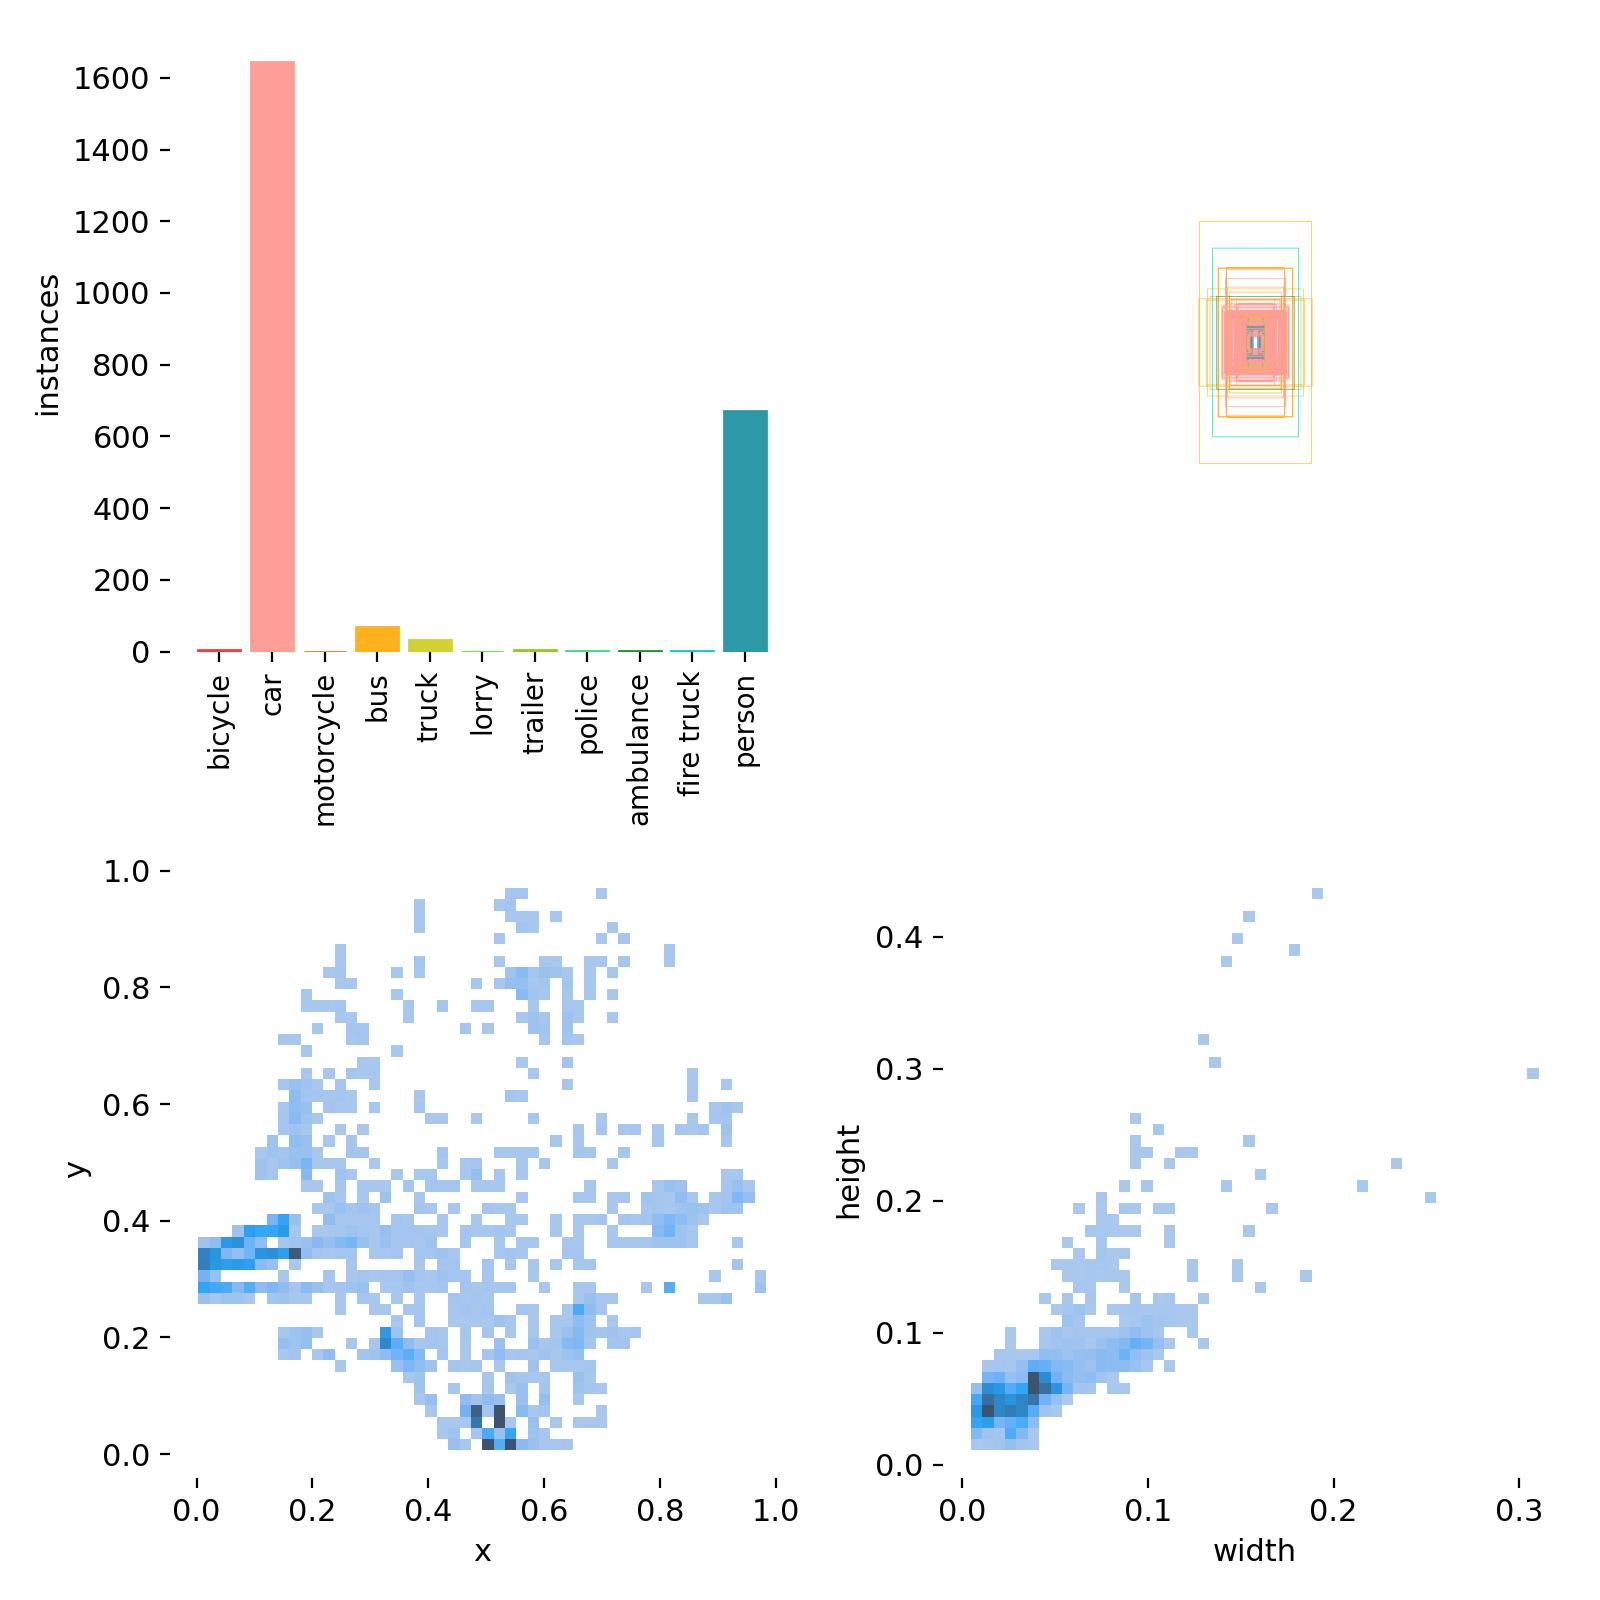 instances
1600
1400
1200
1000
800
600
400
200
0
bicycle
car
motorcycle
bus
truck
lorry
trailer
police
ambulance
fire truck
person
y
1.0
0.8
0.6
0.4
0.2
0.0
0.0 0.2 0.4 0.6 0.8 1.0
x
height
0.4
0.3
0.2
0.1
0.0
0.0 0.1 0.2 0.3
width